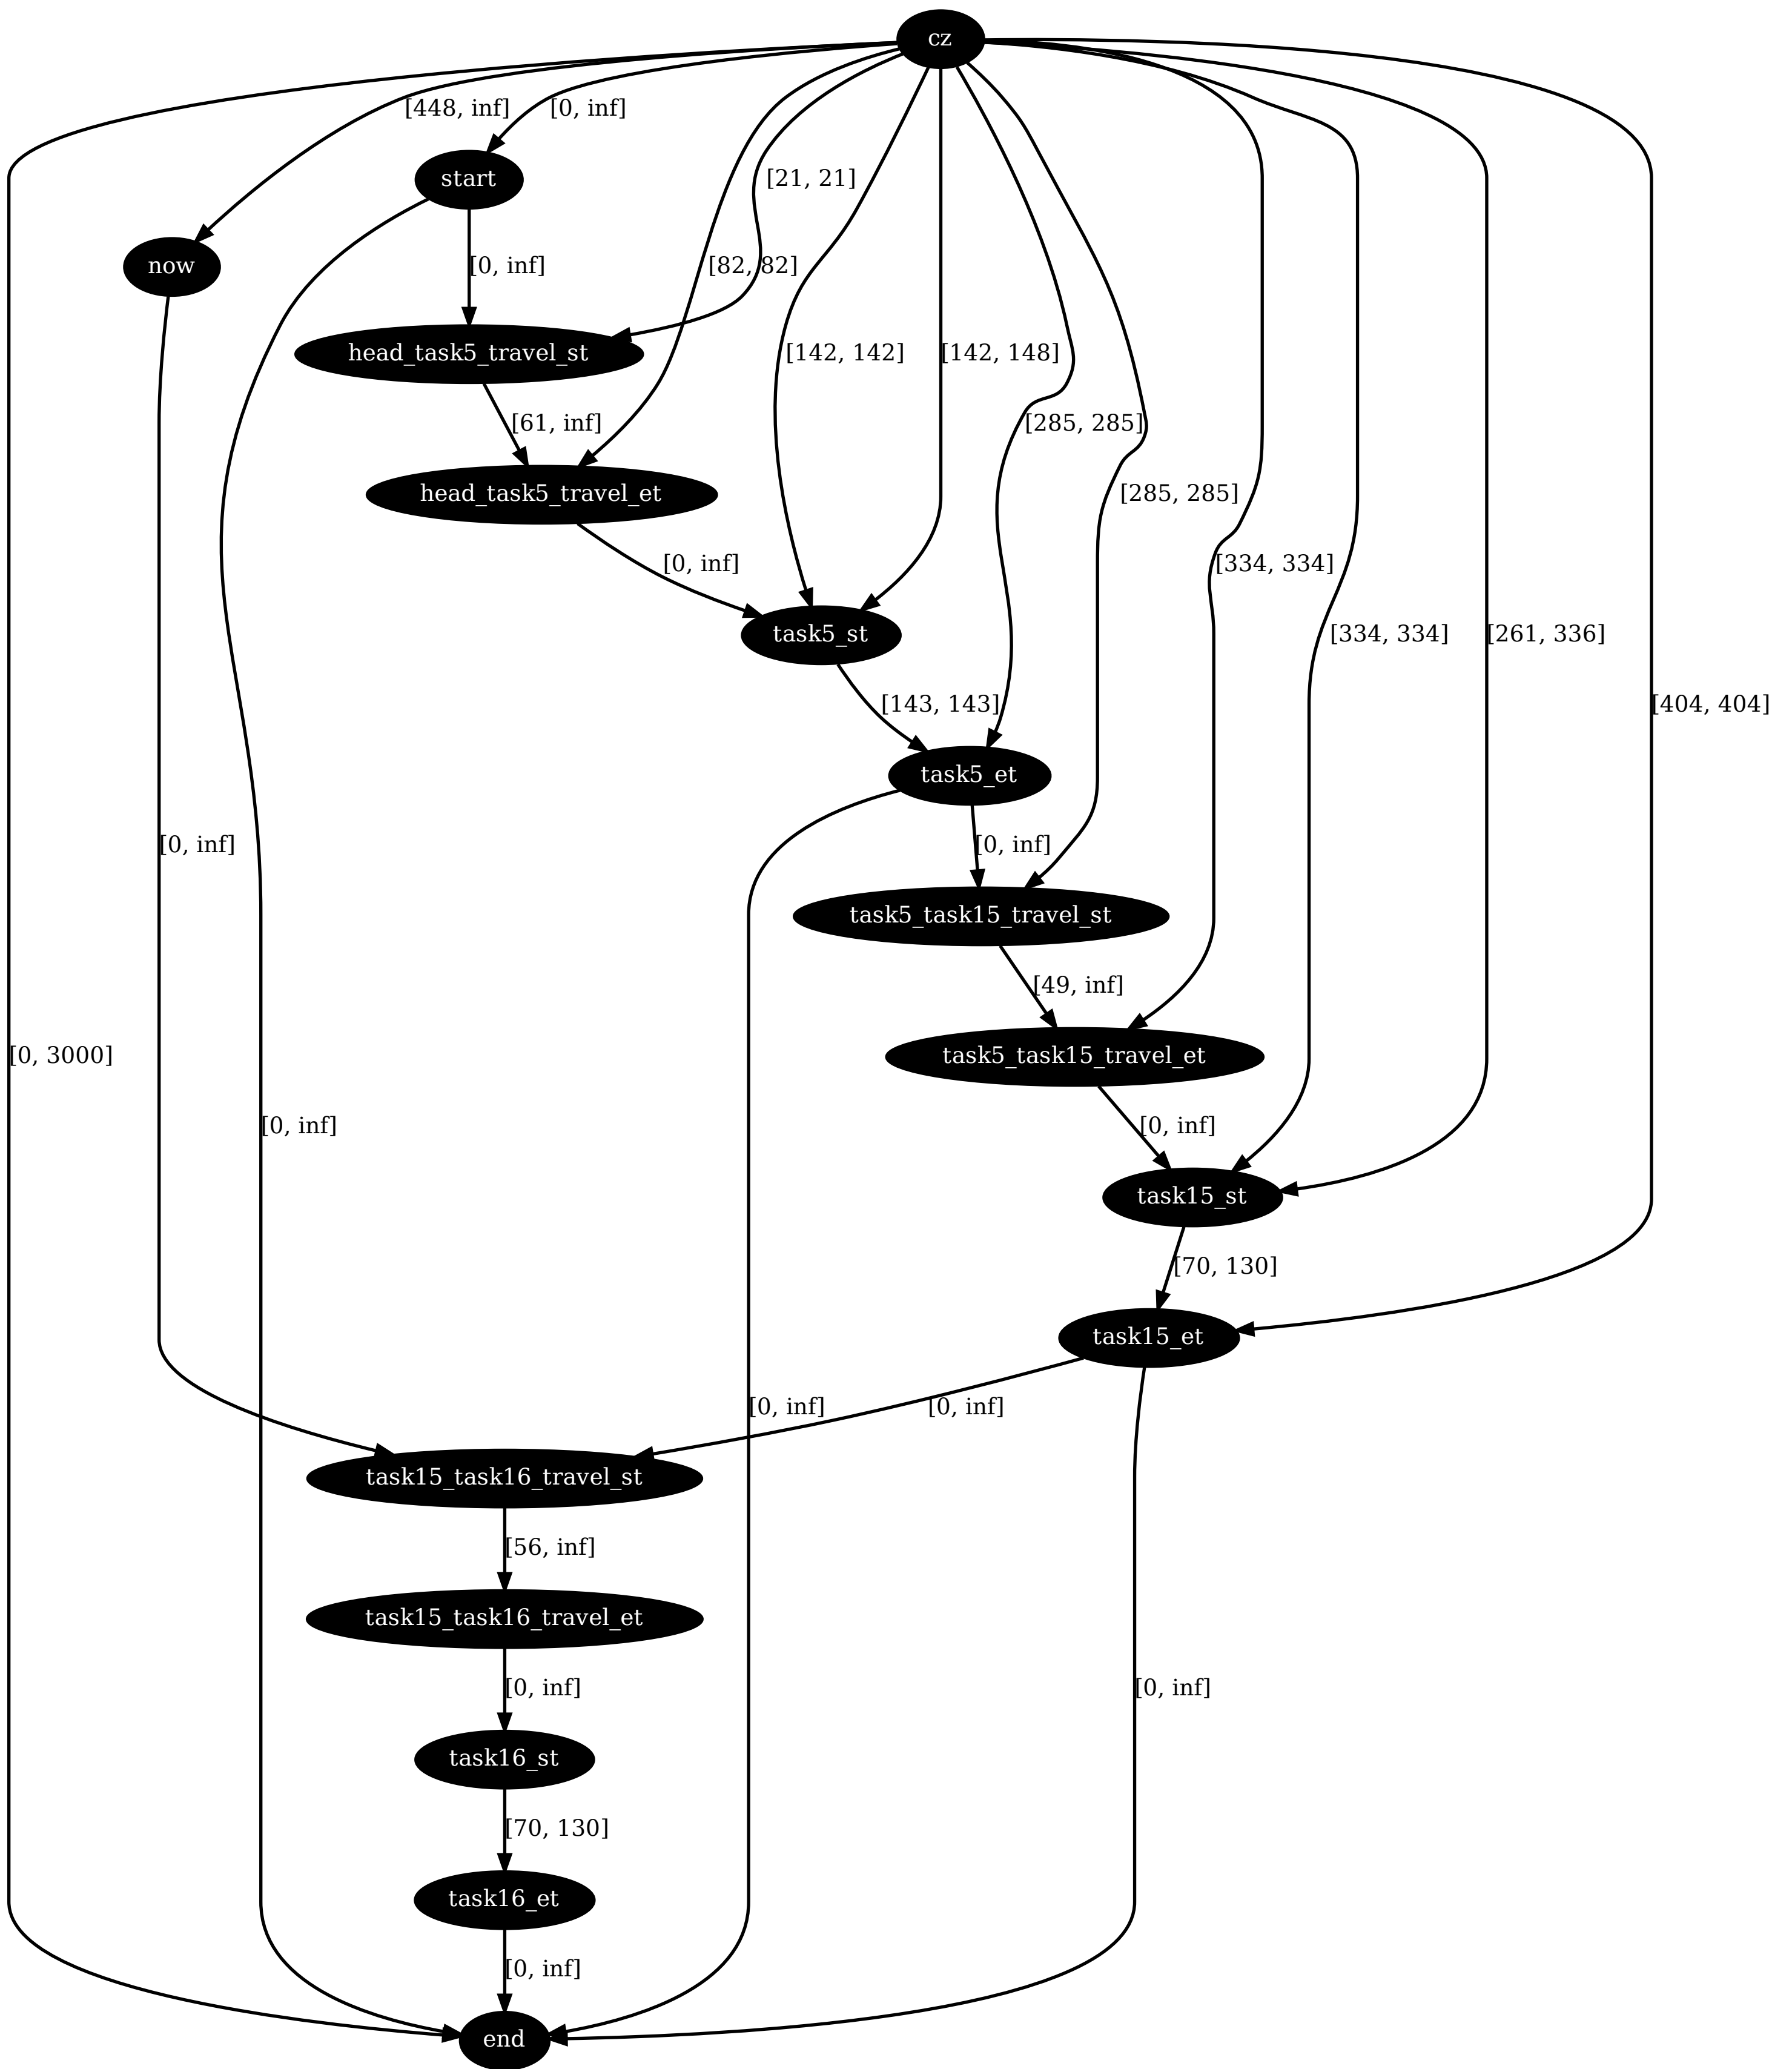 cz
[448, inf]
[0, inf]
start
[21, 21]
now
[0, inf]
[82, 82]
head_task5_travel_st
[142, 142]
[142, 148]
[61, inf]
[285, 285]
head_task5_travel_et
[285, 285]
[0, inf]
[334, 334]
task5_st
[334, 334]
[261, 336]
[143, 143]
[404, 404]
task5_et
[0, inf]
[0, inf]
task5_task15_travel_st
[49, inf]
[0, 3000]
task5_task15_travel_et
[0, inf]
[0, inf]
task15_st
[70, 130]
task15_et
[0, inf]
[0, inf]
task15_task16_travel_st
[56, inf]
task15_task16_travel_et
[0, inf]
[0, inf]
task16_st
[70, 130]
task16_et
[0, inf]
end